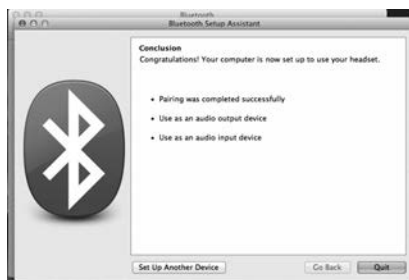 Bluetooth
Bluetooth Setup Assistant
Conclusion
Congratulations! Your computer is now set up to use your headset.
• Pairing was completed successfully
• Use as an audio output device
• Use as an audio input device
Set Up Another Device Go Back Quit